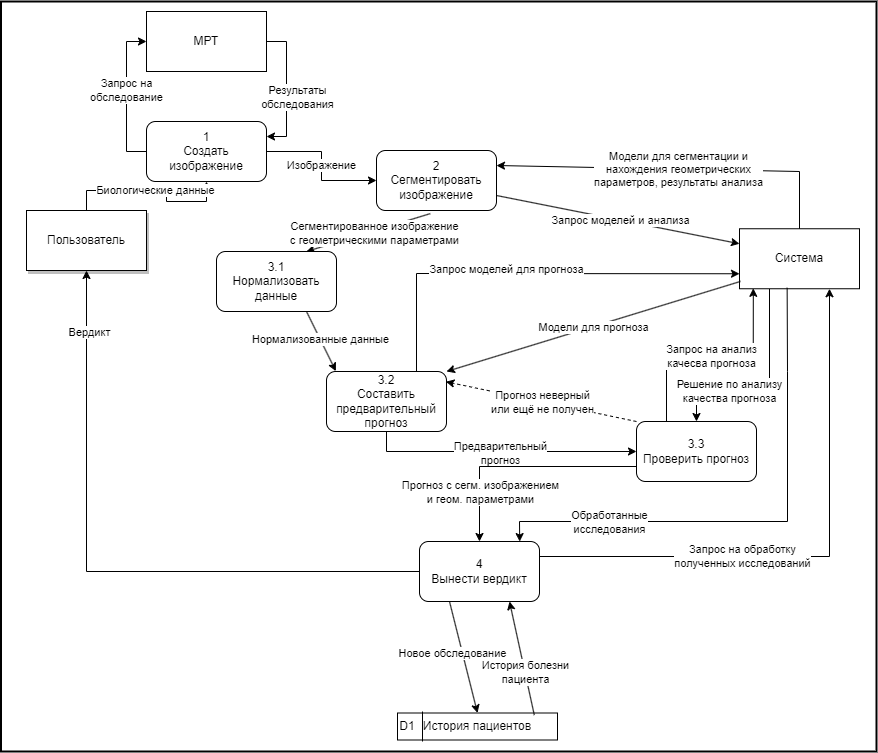 МРТ
Запрос на
обследование
Результаты
обследования
1
Создать
изображение
Изображение
2
Сегментировать
изображение
Модели для сегментации и
нахождения геометрических
параметров, результаты анализа
Биологические данные
Пользователь
Сегментированное изображение
с геометрическими параметрами
Запрос моделей и анализа
Система
3.1
Нормализовать
данные
Запрос моделей для прогноза
Вердикт
Нормализованные данные
Модели для прогноза
Запрос на анализ
качесва прогноза
3.2
Составить
предварительный
прогноз
Прогноз неверный
или ещё не получен
Решение по анализу
качества прогноза
3.3
Проверить прогноз
Предварительный
прогноз
Прогноз с сегм. изображением
и геом. параметрами
Обработанные
исследования
Запрос на обработку
полученных исследований
4
Вынести вердикт
Новое обследование
История болезни
пациента
D1 История пациентов